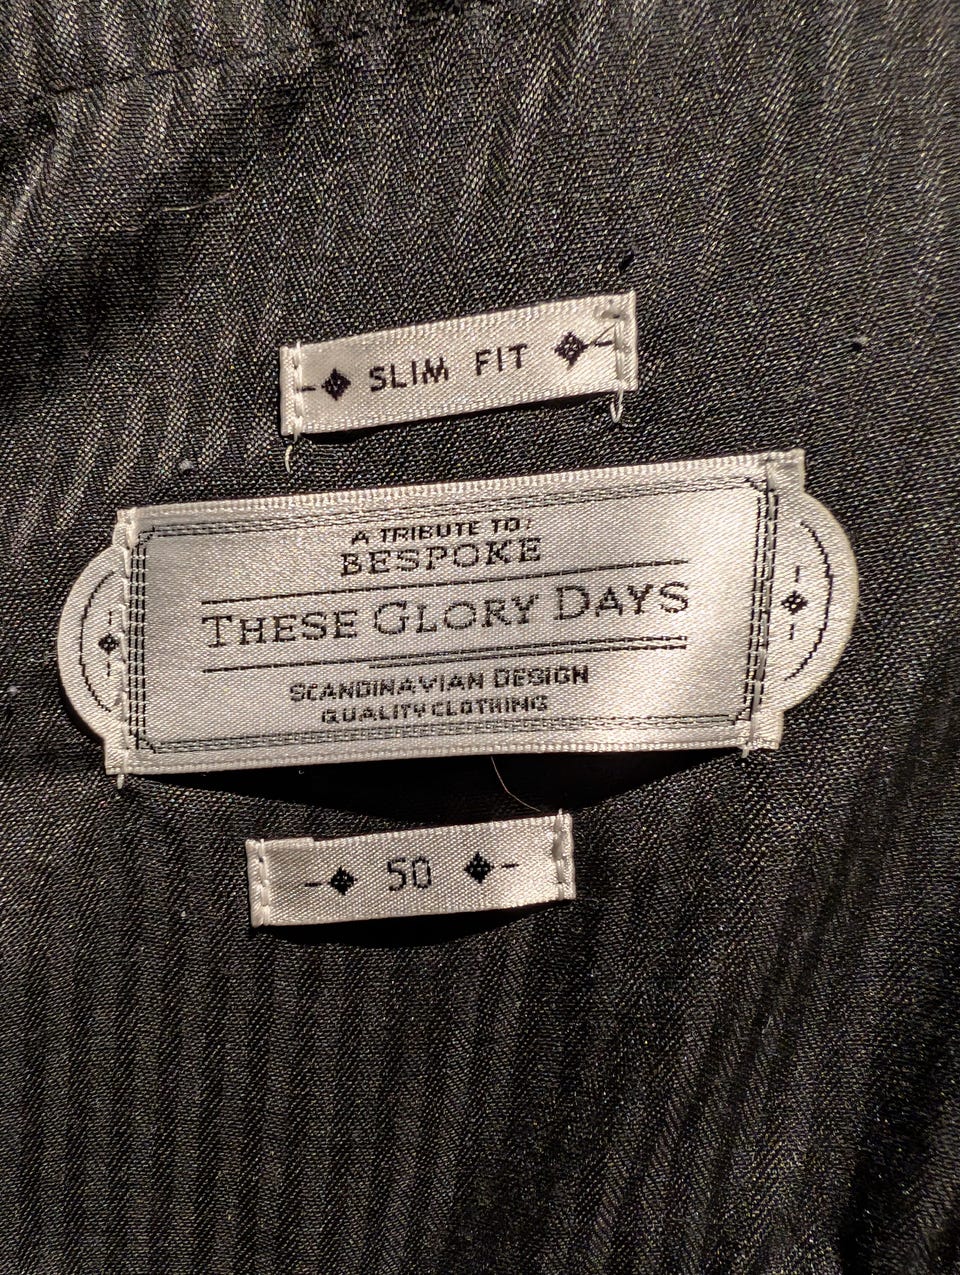 SLIM FIT
A TRIBUTE TO:
BESPOKE
THESE GLORY DAYS
SCANDINAVIAN DESIGN
QUALITY CLOTHING
50